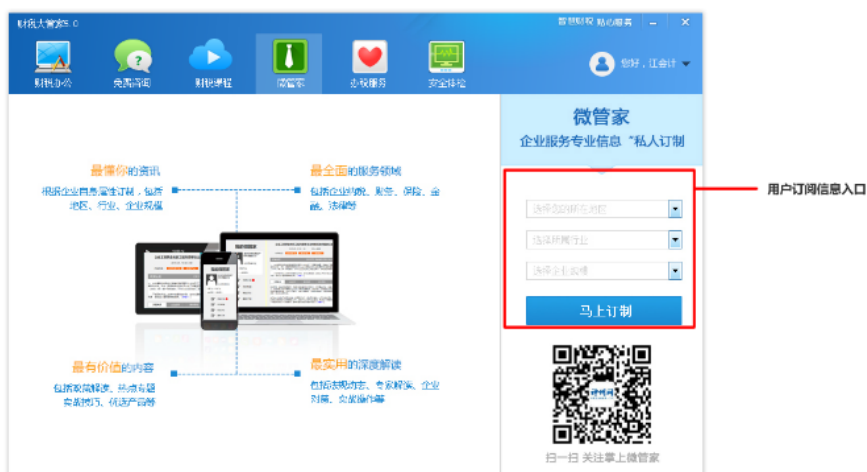 财税大管家5.0
智慧财税 贴心服务
财税办公
免费咨询
财税课程
微管家
办税服务
安全体检
您好，江会计
微管家
企业服务专业信息“私人订制
最懂你的资讯
根据企业自身属性订制，包括
地区、行业、企业规模
最全面的服务领域
包括企业纳税、财务、保险、金
融、法律等
选择您的所在地区
选择所属行业
选择企业规模
马上订制
用户订阅信息入口
最有价值的内容
包括政策解读、热点专题
实战技巧、优选产品等
最实用的深度解读
包括法规动态、专家解读、企业
对策、实战操作等
扫一扫 关注掌上微管家